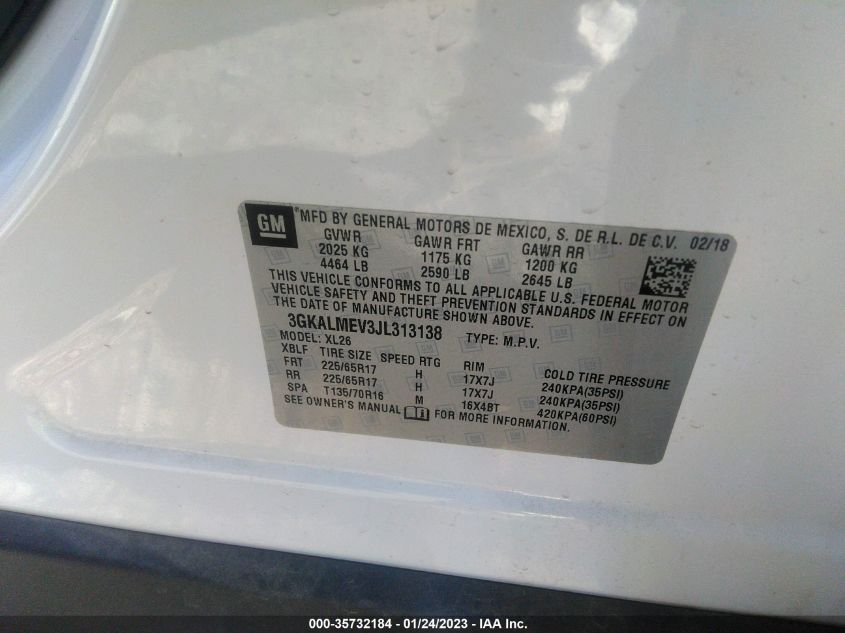 GM
®MFD BY GENERAL MOTORS DE MEXICO, S. DE R.L. DE C.V. 02/18
GVWR GAWR FRT GAWR RR
2025 KG 1175 KG 1200 KG
4464 LB 2590 LB 2645 LB
THIS VEHICLE CONFORMS TO ALL APPLICABLE U.S. FEDERAL MOTOR
VEHICLE SAFETY AND THEFT PREVENTION STANDARDS IN EFFECT ON
THE DATE OF MANUFACTURE SHOWN ABOVE.
3GKALMEV3JL313138 TYPE: M.P.V.
MODEL: XL26
XBLF TIRE SIZE SPEED RTG RIM COLD TIRE PRESSURE
FRT 225/65R17 H 17X7J 240KPA(35PSI)
RR 225/65R17 H 17X7J 240KPA(35PSI)
SPA T135/70R16 M 16X4BT 420KPA(60PSI)
SEE OWNER'S MANUAL i FOR MORE INFORMATION.
000-35732184 - 01/24/2023 - IAA Inc.